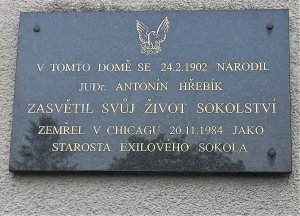 V TOMTO DOMĚ SE 24.2.1902 NARODIL
JUDr. ANTONÍN HŘEBÍK
ZASVĚTIL SVŮJ ŽIVOT SOKOLSTVÍ
ZEMŘEL V CHICAGU 20.11.1984 JAKO
STAROSTA EXILOVÉHO SOKOLA